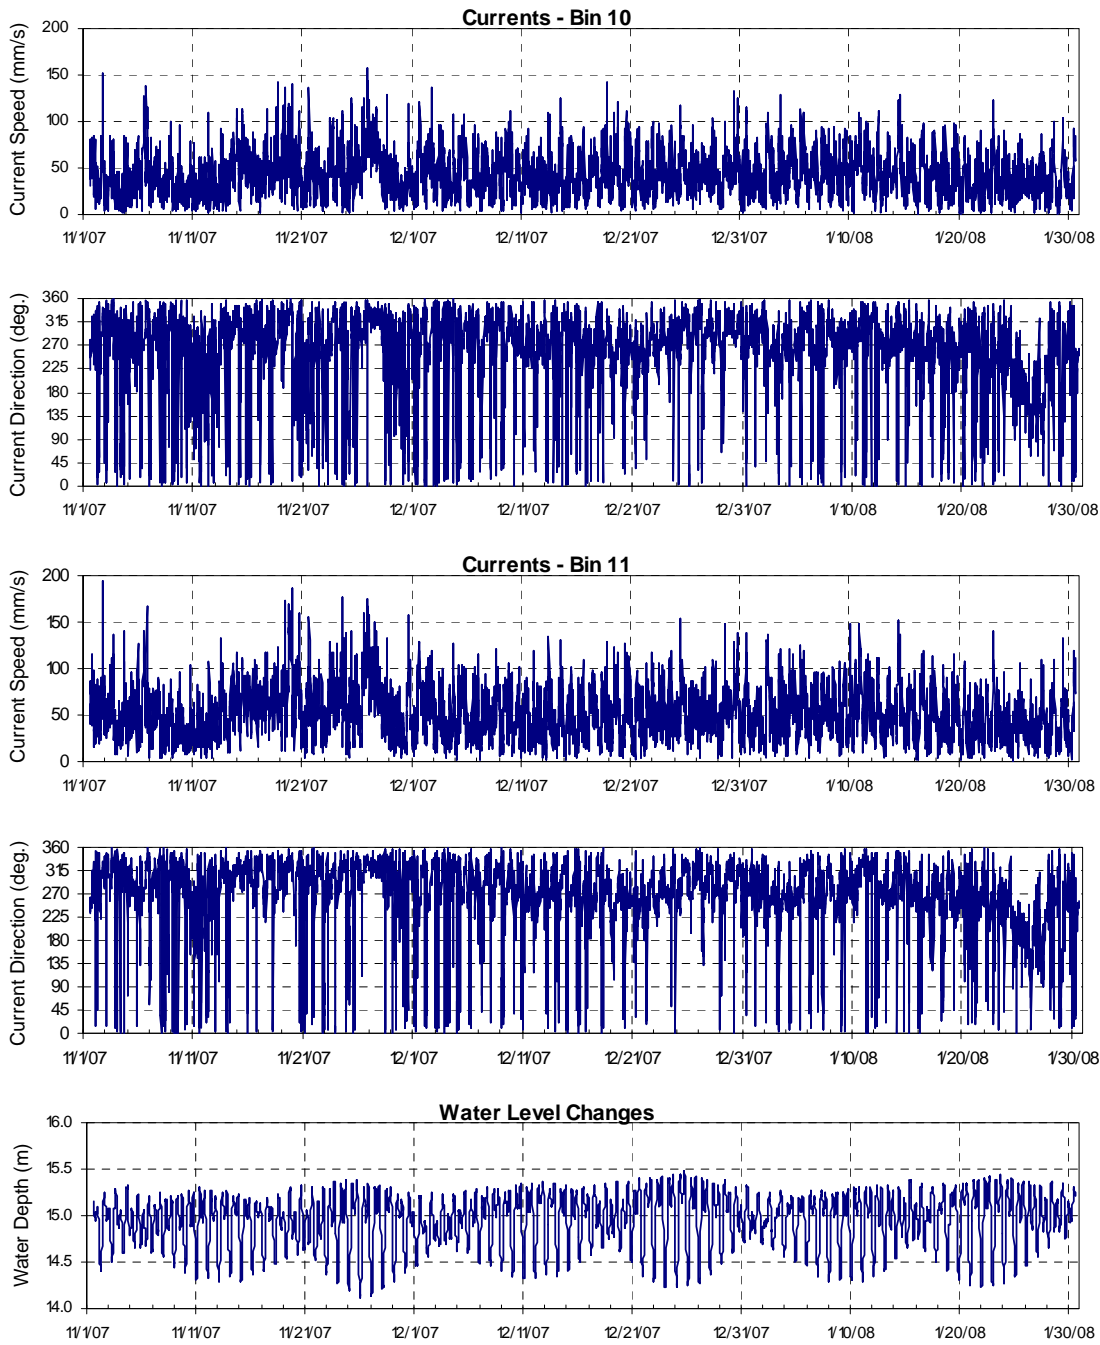 Currents - Bin 10
Current Speed (mm/s)
200
150
100
50
0
11/1/07 11/11/07 11/21/07 12/1/07 12/11/07 12/21/07 12/31/07 1/10/08 1/20/08 1/30/08
Current Direction (deg.)
360
315
270
225
180
135
90
45
0
11/1/07 11/11/07 11/21/07 12/1/07 12/11/07 12/21/07 12/31/07 1/10/08 1/20/08 1/30/08
Currents - Bin 11
Current Speed (mm/s)
200
150
100
50
0
11/1/07 11/11/07 11/21/07 12/1/07 12/11/07 12/21/07 12/31/07 1/10/08 1/20/08 1/30/08
Current Direction (deg.)
360
315
270
225
180
135
90
45
0
11/1/07 11/11/07 11/21/07 12/1/07 12/11/07 12/21/07 12/31/07 1/10/08 1/20/08 1/30/08
Water Level Changes
Water Depth (m)
16.0
15.5
15.0
14.5
14.0
11/1/07 11/11/07 11/21/07 12/1/07 12/11/07 12/21/07 12/31/07 1/10/08 1/20/08 1/30/08